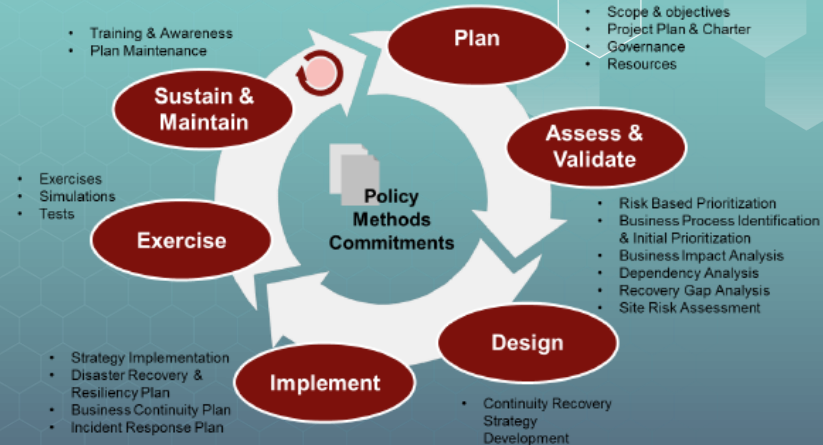 Plan
• Scope & objectives
• Project Plan & Charter
• Governance
• Resources
Assess &
Validate
• Risk Based Prioritization
• Business Process Identification
& Initial Prioritization
• Business Impact Analysis
• Dependency Analysis
• Recovery Gap Analysis
• Site Risk Assessment
Design
• Continuity Recovery
Strategy
Development
Implement
• Strategy Implementation
• Disaster Recovery &
Resiliency Plan
• Business Continuity Plan
• Incident Response Plan
Exercise
• Exercises
• Simulations
• Tests
Sustain &
Maintain
• Training & Awareness
• Plan Maintenance
Policy
Methods
Commitments